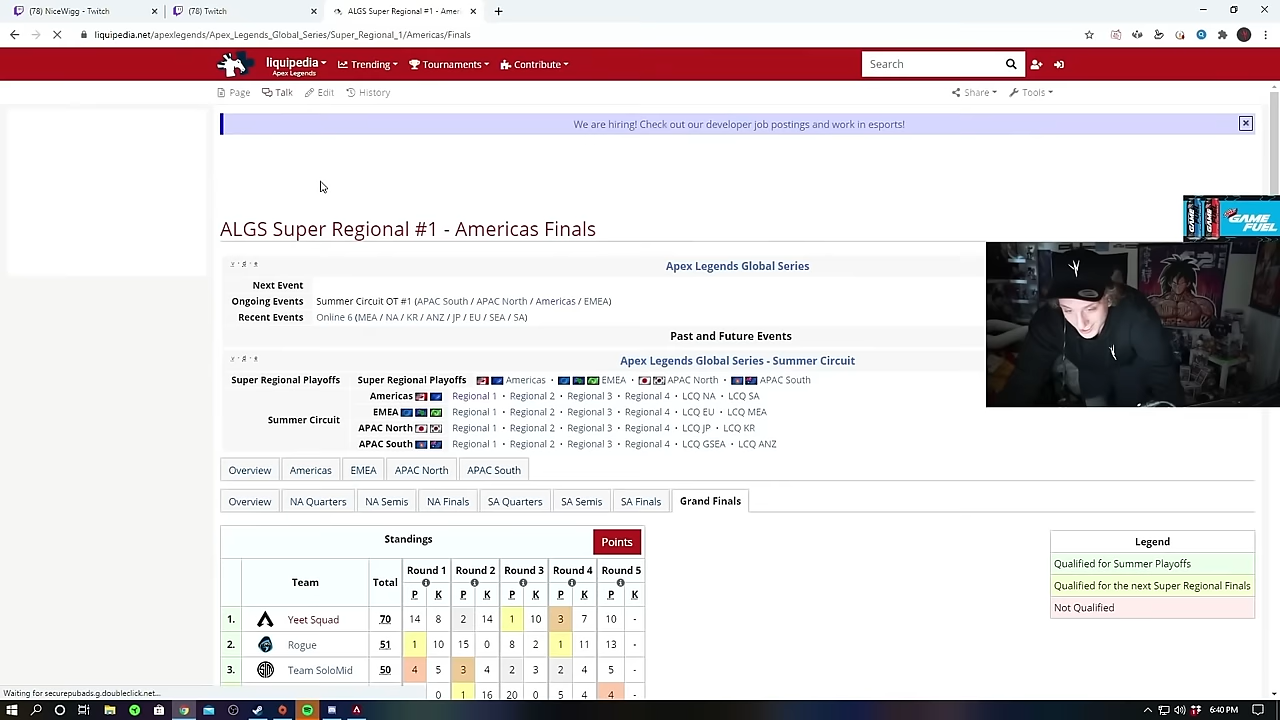 (78) NiceWigg - Twitch
(78) Twitch
ALGS Super Regional #1 - Amer
liquipedia.net/apexlegends/Apex_Legends_Global_Series/Super_Regional_1/Americas/Finals
liquipedia Trending Tournaments Contribute Search
Apex Legends
Page Talk Edit History Share Tools
We are hiring! Check out our developer job postings and work in esports!
GAME FUEL
ALGS Super Regional #1 - Americas Finals
Apex Legends Global Series
Next Event
Ongoing Events Summer Circuit OT #1 (APAC South / APAC North / Americas / EMEA)
Recent Events Online 6 (MEA / NA / KR / ANZ / JP / EU / SEA / SA)
Past and Future Events
Apex Legends Global Series - Summer Circuit
Super Regional Playoffs Super Regional Playoffs Americas • EMEA • APAC North • APAC South
Americas Regional 1 • Regional 2 • Regional 3 • Regional 4 • LCQ NA • LCQ SA
Summer Circuit
EMEA Regional 1 • Regional 2 • Regional 3 • Regional 4 • LCQ EU • LCQ MEA
APAC North Regional 1 • Regional 2 • Regional 3 • Regional 4 • LCQ JP • LCQ KR
APAC South Regional 1 • Regional 2 • Regional 3 • Regional 4 • LCQ GSEA • LCQ ANZ
Overview Americas EMEA APAC North APAC South
Overview NA Quarters NA Semis NA Finals SA Quarters SA Semis SA Finals Grand Finals
Standings Points
Team Total Round 1 Round 2 Round 3 Round 4 Round 5
P K P K P K P K P K
1. Yeet Squad 70 14 8 2 14 1 10 3 7 10 -
2. Rogue 51 1 10 15 0 8 2 1 11 13 -
3. Team SoloMid 50 4 5 3 4 2 3 2 4 5 -
0 1 16 20 0 5 4 4 -
Legend
Qualified for Summer Playoffs
Qualified for the next Super Regional Finals
Not Qualified
Waiting for securepubads.g.doubleclick.net...
6:40 PM